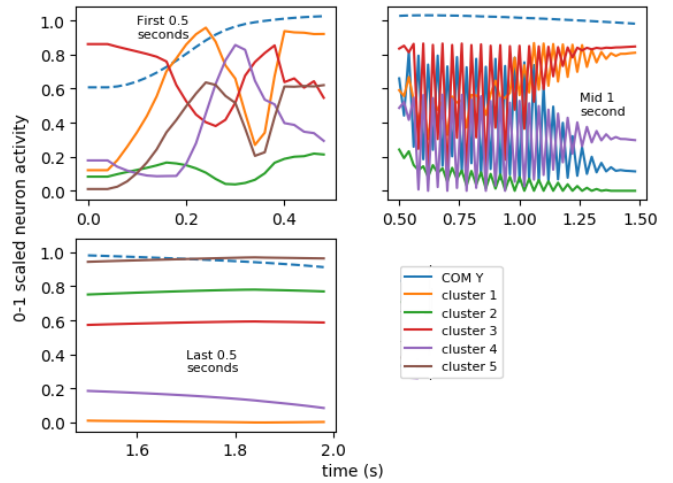 First 0.5
seconds
1.0
0.8
0.6
0.4
0.2
0.0
0.0
0.2
0.4
Mid 1
second
0.50
0.75
1.00
1.25
1.50
0-1 scaled neuron activity
1.0
0.8
0.6
0.4
0.2
0.0
Last 0.5
seconds
1.6
1.8
2.0
time (s)
COM Y
cluster 1
cluster 2
cluster 3
cluster 4
cluster 5